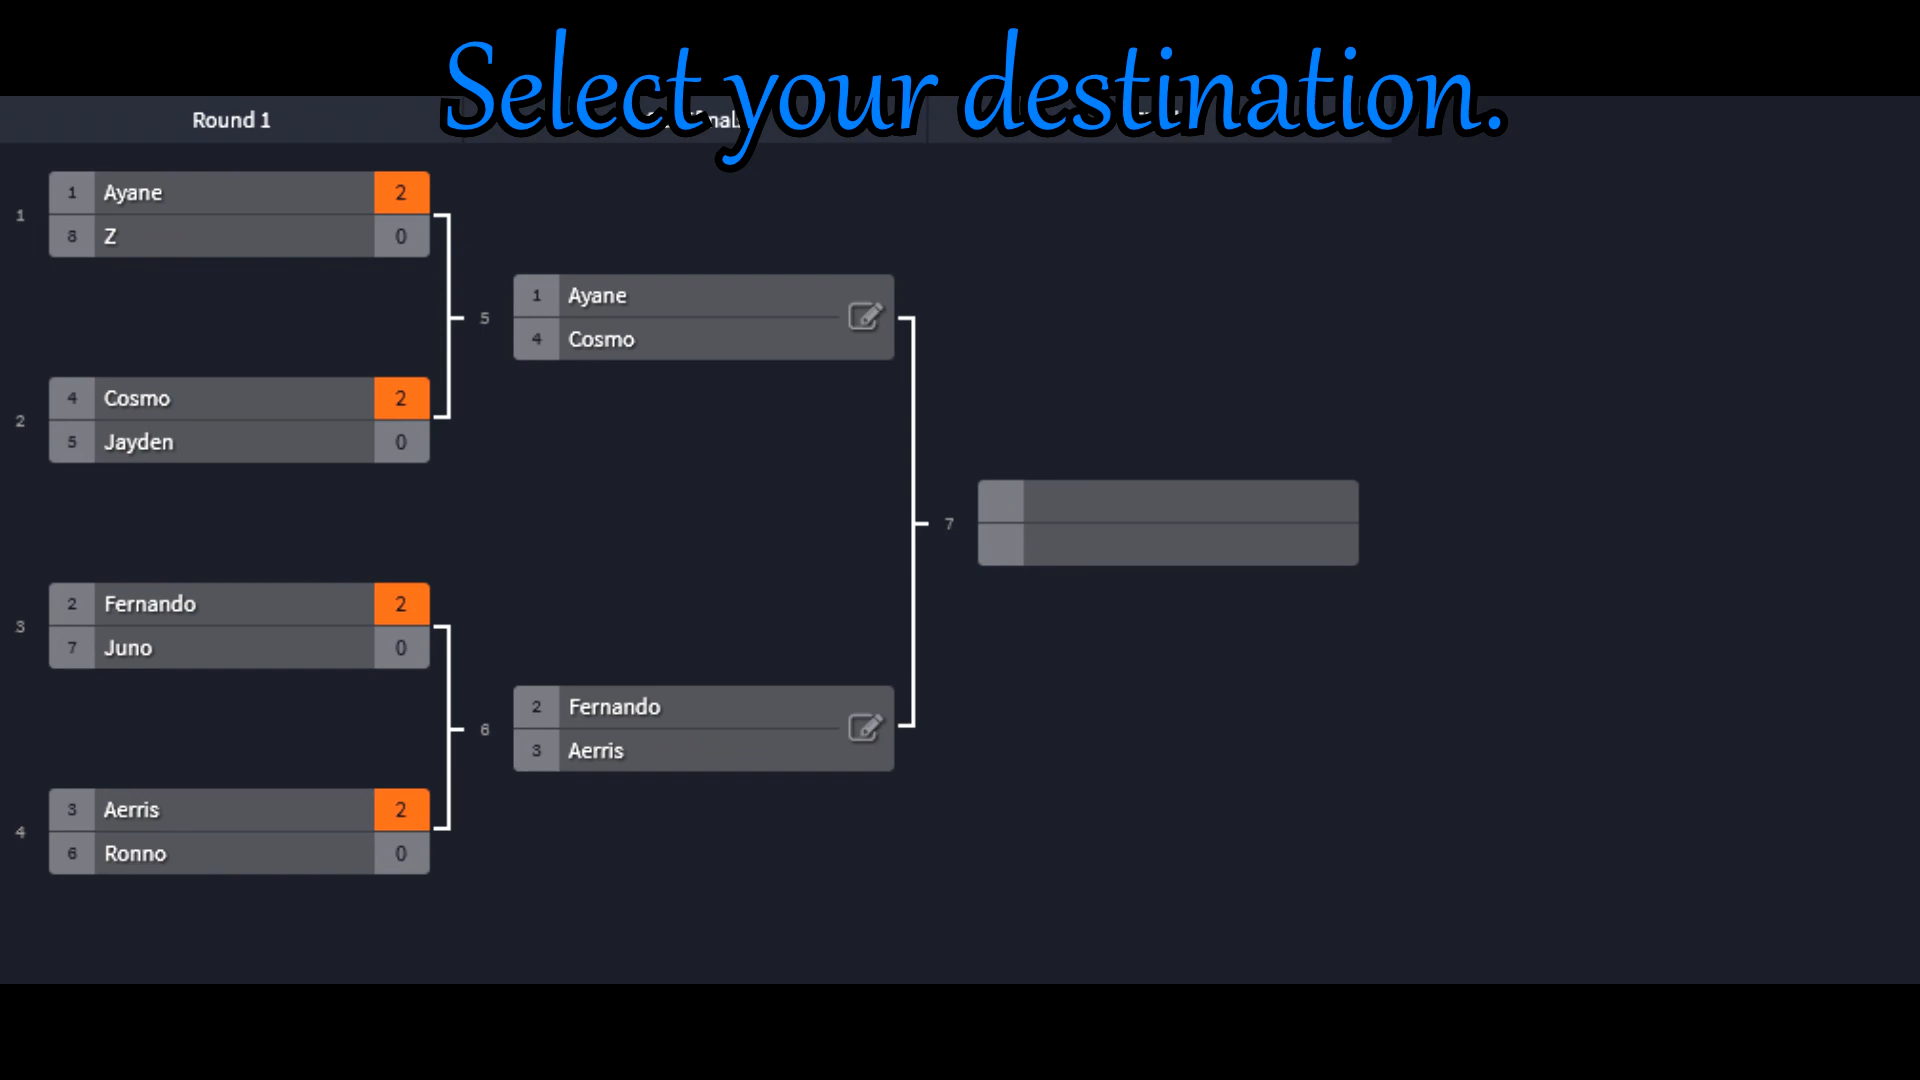 Select your destination.
Round 1
1
1 Ayane 2
8 Z 0
2
4 Cosmo 2
5 Jayden 0
3
2 Fernando 2
7 Juno 0
4
3 Aerris 2
6 Ronno 0
5
1 Ayane
4 Cosmo
6
2 Fernando
3 Aerris
7